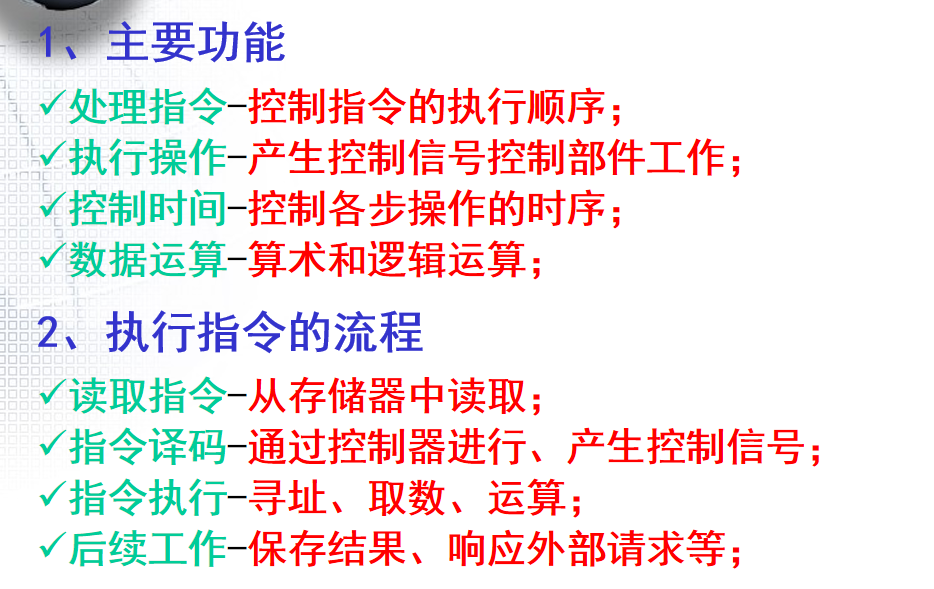 1、主要功能
✓处理指令-控制指令的执行顺序；
✓执行操作-产生控制信号控制部件工作；
✓控制时间-控制各步操作的时序；
✓数据运算-算术和逻辑运算；
2、执行指令的流程
✓读取指令-从存储器中读取；
✓指令译码-通过控制器进行、产生控制信号；
✓指令执行-寻址、取数、运算；
✓后续工作-保存结果、响应外部请求等；